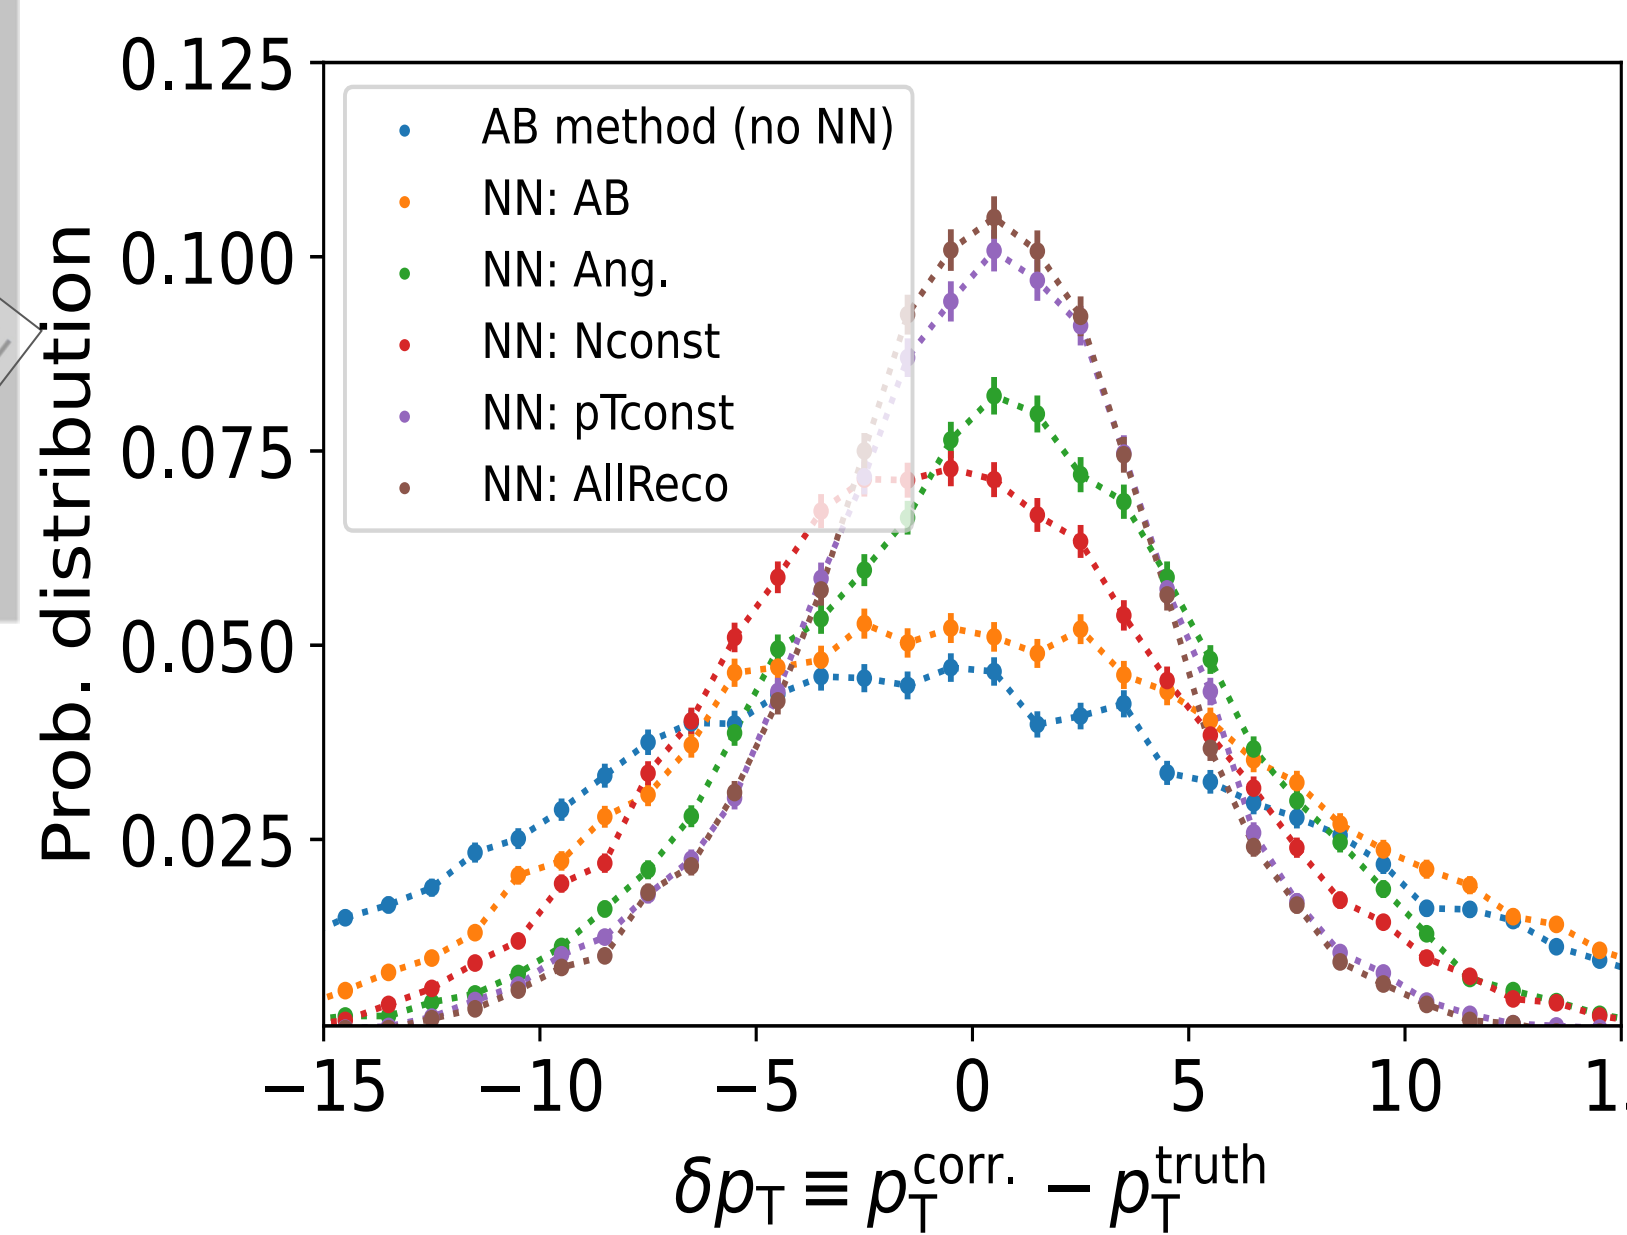 0.125
0.100
0.075
0.050
0.025
Prob. distribution
AB method (no NN)
NN: AB
NN: Ang.
NN: Nconst
NN: pTconst
NN: AllReco
−15 −10 −5 0 5 10
δp_T ≡ p_T^corr. − p_T^truth